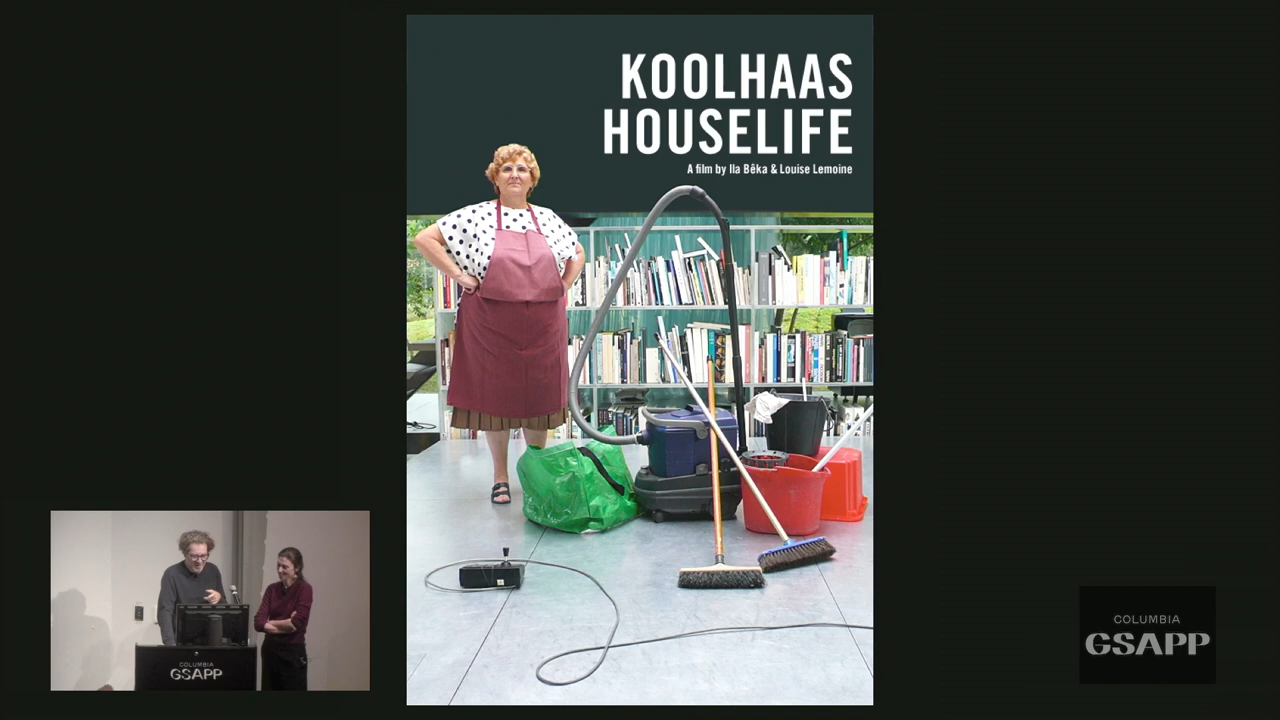 KOOLHAAS
HOUSELIFE
A film by Ila Bêka & Louise Lemoine
COLUMBIA
GSAPP
COLUMBIA
GSAPP